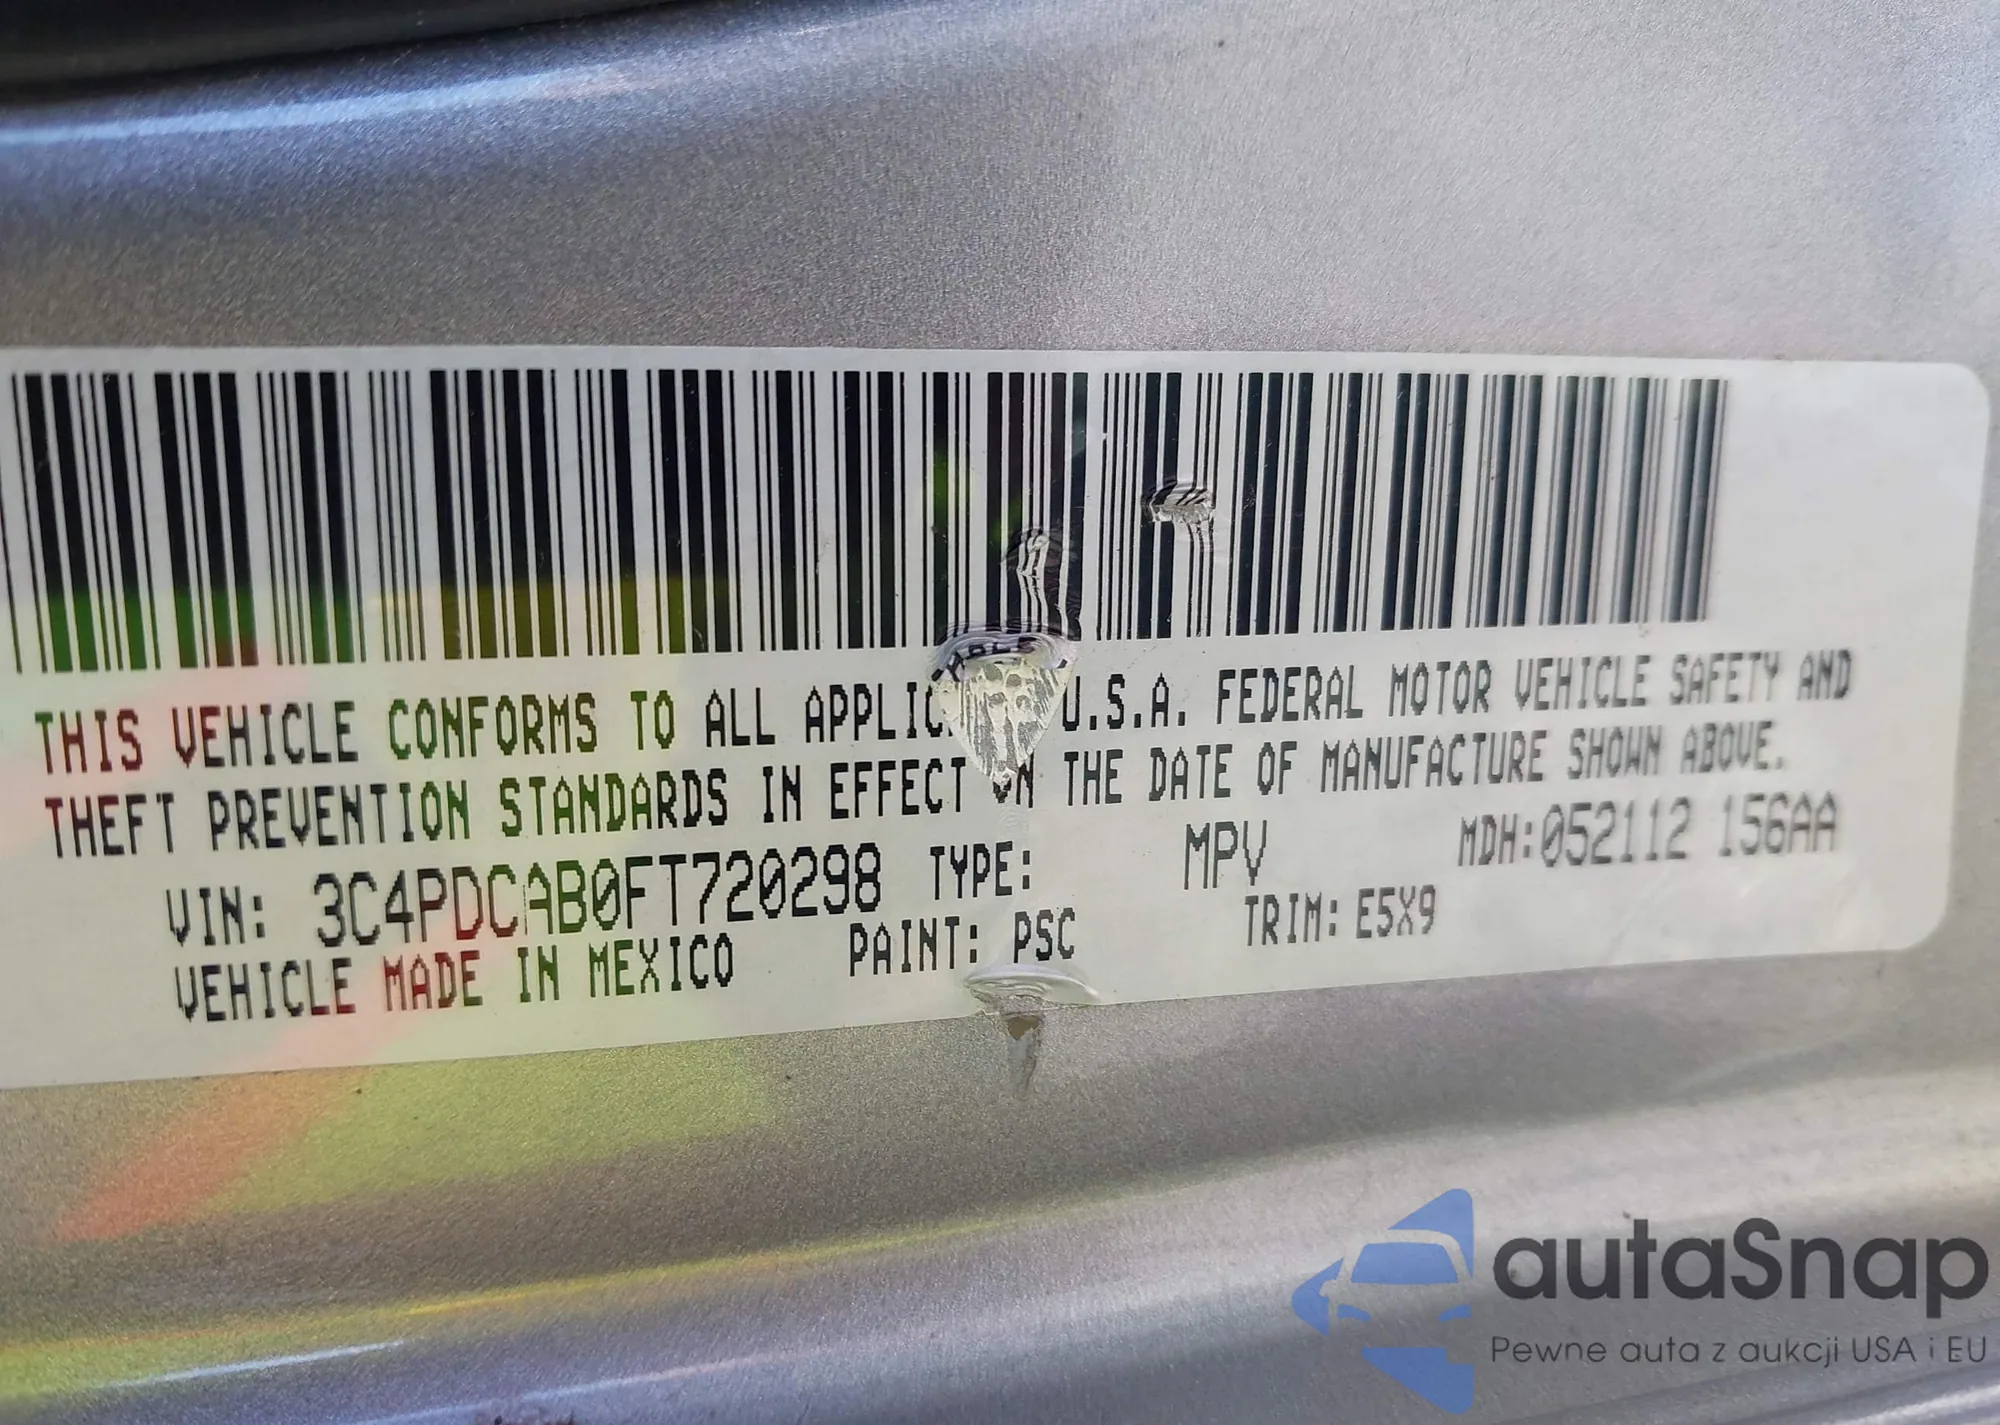 THIS VEHICLE CONFORMS TO ALL U.S.A. FEDERAL MOTOR VEHICLE SAFETY AND
THEFT PREVENTION STANDARDS IN EFFECT ON THE DATE OF MANUFACTURE SHOWN ABOVE.
VIN: 3C4PDCAB0FT720298 TYPE: MPV MDH:052112 156AA
VEHICLE MADE IN MEXICO PAINT: PSC TRIM: E5X9
autaSnap
Pewne auta z aukcji USA i EU